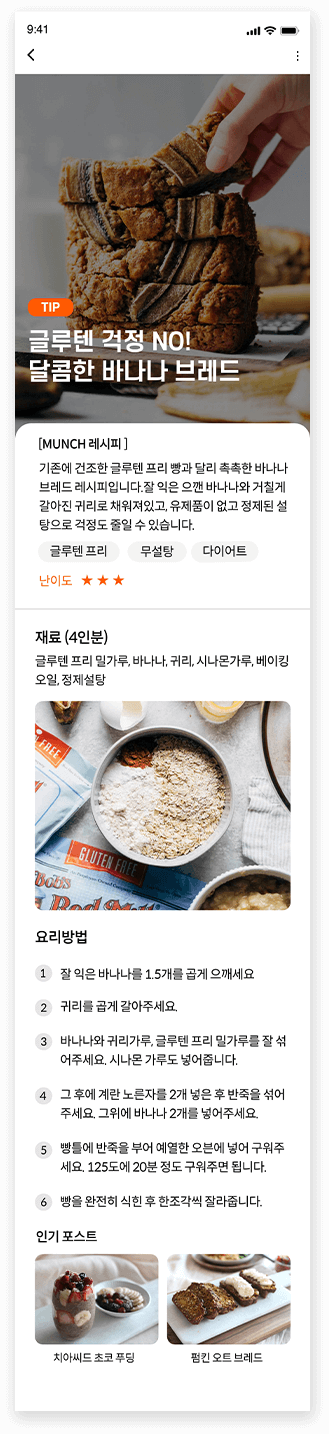 9:41
TIP
글루텐 걱정 NO!
달콤한 바나나 브레드
[MUNCH 레시피 ]
기존에 건조한 글루텐 프리 빵과 달리 촉촉한 바나나
브레드 레시피입니다.잘 익은 으깬 바나나와 거칠게
갈아진 귀리로 채워져있고, 유제품이 없고 정제된 설
탕으로 걱정도 줄일 수 있습니다.
글루텐 프리 무설탕 다이어트
난이도 ★ ★ ★
재료 (4인분)
글루텐 프리 밀가루, 바나나, 귀리, 시나몬가루, 베이킹
오일, 정제설탕
FREE
GLUTEN FREE
Red Mill
요리방법
1 잘 익은 바나나를 1.5개를 곱게 으깨세요
2 귀리를 곱게 갈아주세요.
3 바나나와 귀리가루, 글루텐 프리 밀가루를 잘 섞
어주세요. 시나몬 가루도 넣어줍니다.
4 그 후에 계란 노른자를 2개 넣은 후 반죽을 섞어
주세요. 그위에 바나나 2개를 넣어주세요.
5 빵틀에 반죽을 부어 예열한 오븐에 넣어 구워주
세요. 125도에 20분 정도 구워주면 됩니다.
6 빵을 완전히 식힌 후 한조각씩 잘라줍니다.
인기 포스트
치아씨드 초코 푸딩
펌킨 오트 브레드